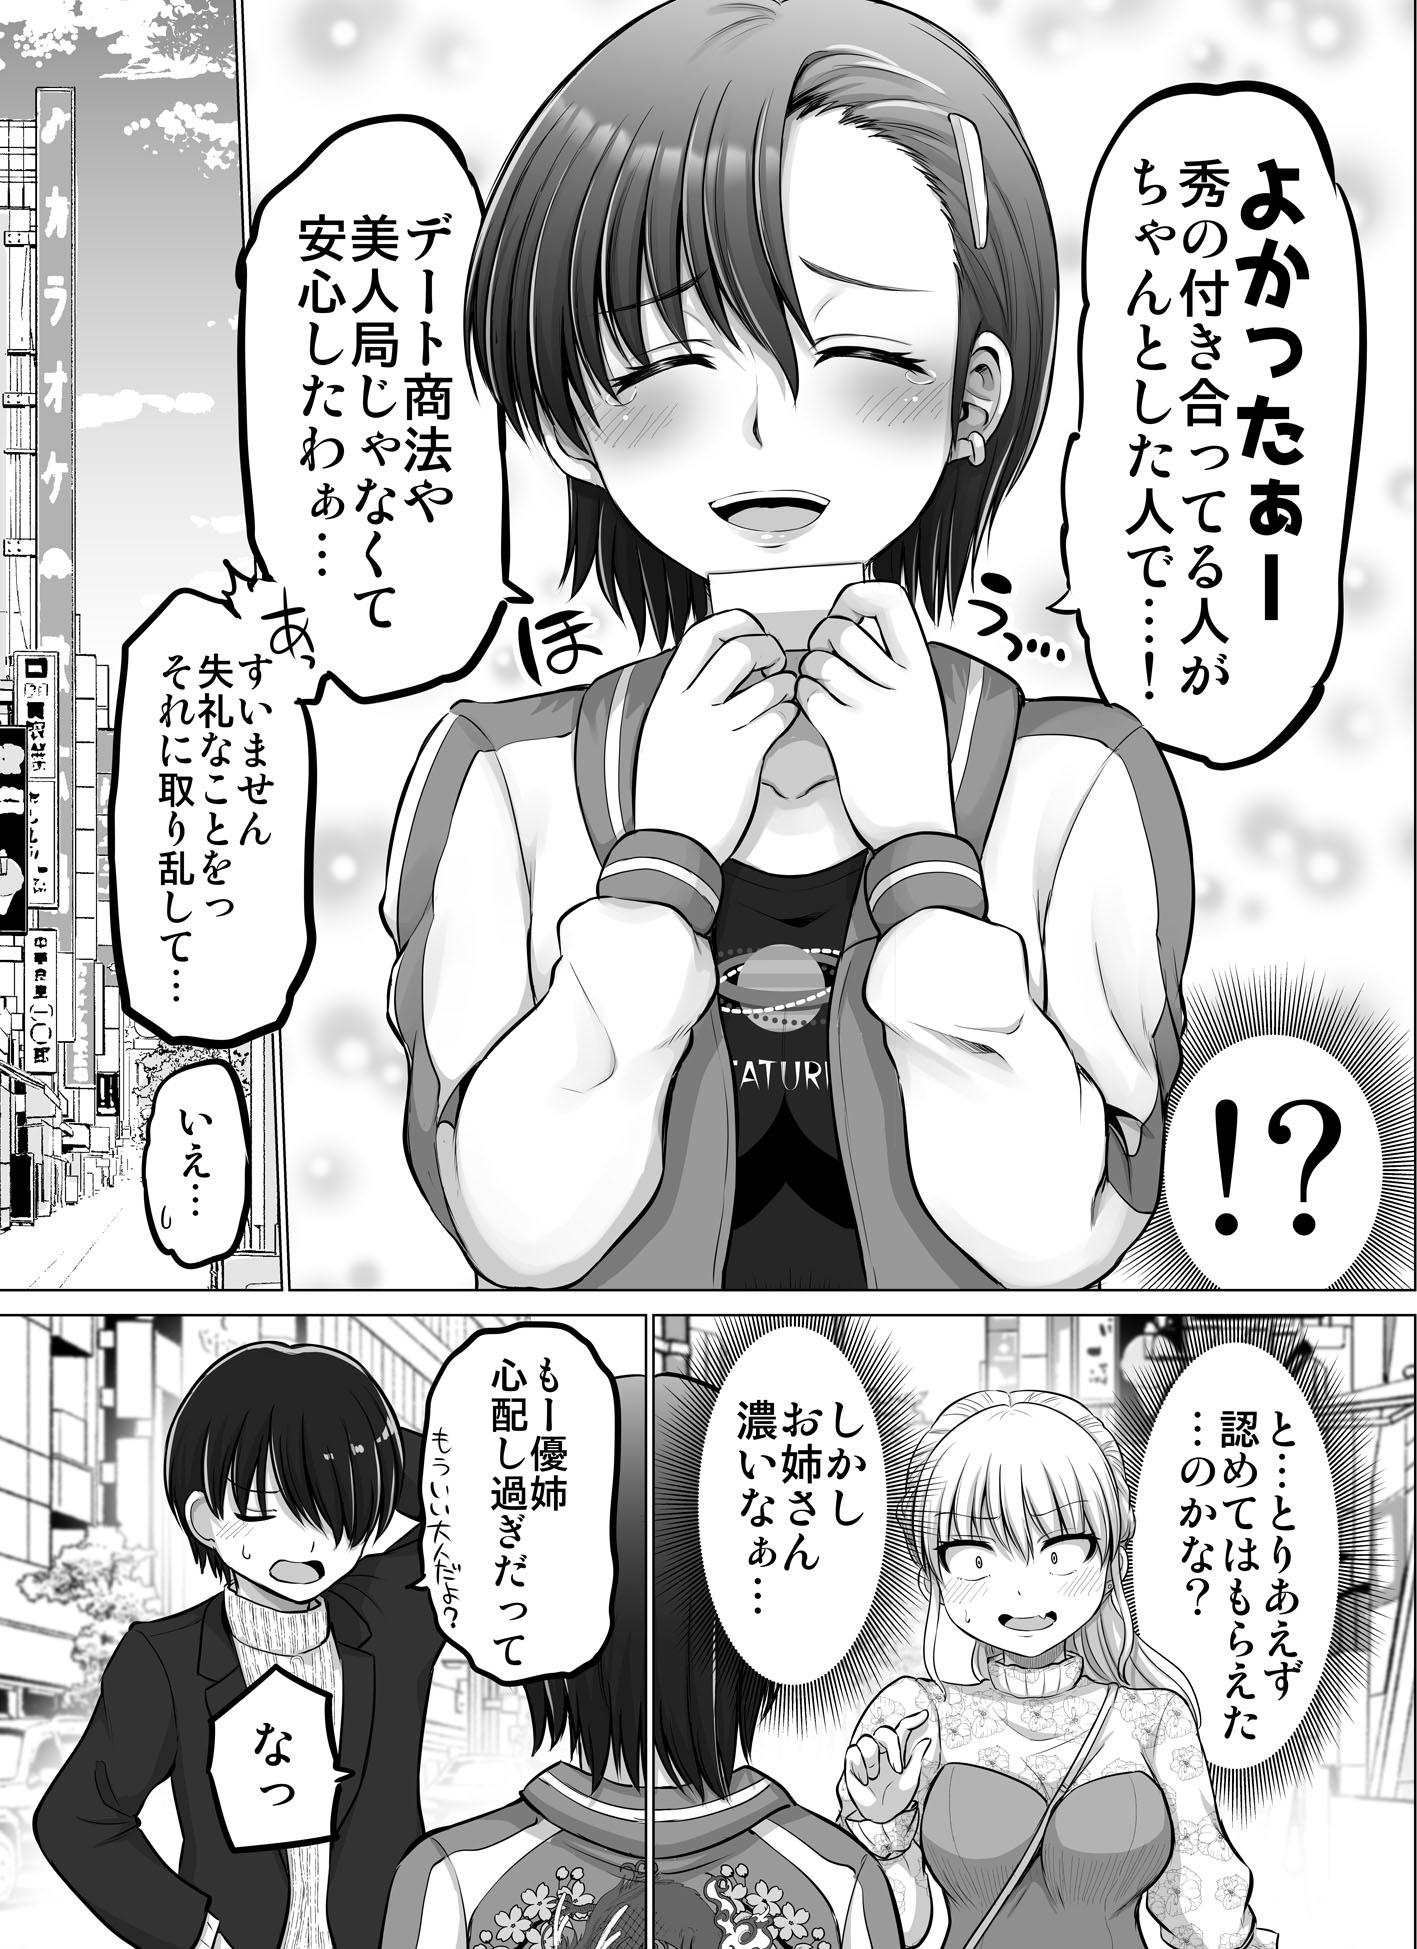 よかったぁー
秀の付き合ってる人が
ちゃんとした人で…！
うっ…
デート商法や
美人局じゃなくて
安心したわぁ…
ほ
!?
FATURE
あっ
すいません
失礼なことをっ
それに取り乱して…
いえ…
カラオケ
と…とりあえず
認めてはもらえた
…のかな？
しかし
お姉さん
濃いなぁ…
もー優姉
心配し過ぎだって
もういい大人だよ？
なっ